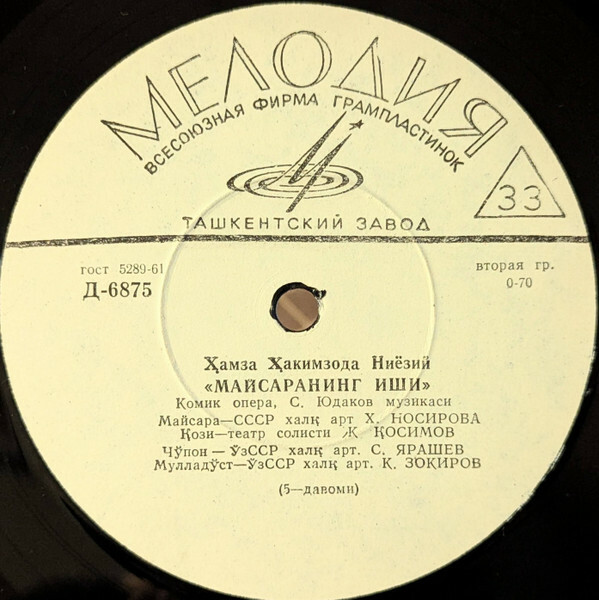 МЕЛОДИЯ
ВСЕСОЮЗНАЯ ФИРМА ГРАМПЛАСТИНОК
33
ТАШКЕНТСКИЙ ЗАВОД
гост 5289-61
вторая гр.
Д-6875
0-70
Ҳамза Ҳакимзода Ниёзий
«МАЙСАРАНИНГ ИШИ»
Комик опера, С. Юдаков музикаси
Майсара—СССР халқ арт Х. НОСИРОВА
Қози—театр солисти Қ ҚОСИМОВ
Чўпон—ЎзССР халқ арт. С. ЯРАШЕВ
Мулладўст—ЎзССР халқ арт. К. ЗОКИРОВ
(5—давоми)